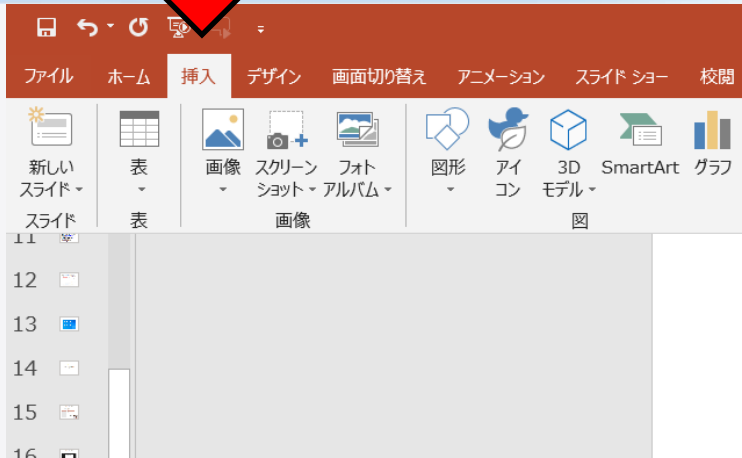 ファイル ホーム 挿入 デザイン 画面切り替え アニメーション スライド ショー 校閲
新しい 表 画像 スクリーン フォト 図形 アイ 3D SmartArt グラフ
スライド ショット アルバム コン モデル
スライド 表 画像 図
11
12
13
14
15
16